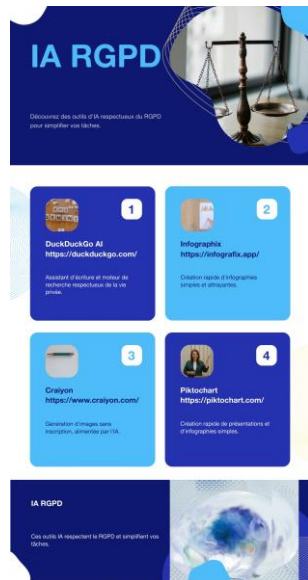 IA RGPD
Découvrez des outils d'IA respectueux du RGPD
pour simplifier vos tâches.
1
DuckDuckGo AI
https://duckduckgo.com/
Assistant d'écriture et moteur de
recherche respectueux de la vie
privée.
2
Infographix
https://infografix.app/
Création rapide d'infographies
simples et attrayantes.
3
Craiyon
https://www.craiyon.com/
Génération d'images sans
inscription, alimentée par l'IA.
4
Piktochart
https://piktochart.com/
Création rapide de présentations et
d'infographies simples.
IA RGPD
Ces outils IA respectent le RGPD et simplifient vos
tâches.